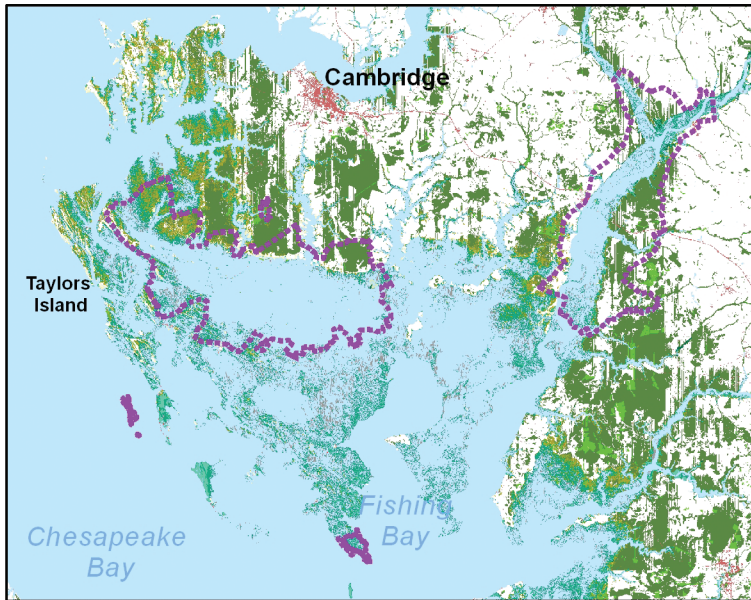 Cambridge
Taylors
Island
Fishing
Bay
Chesapeake
Bay